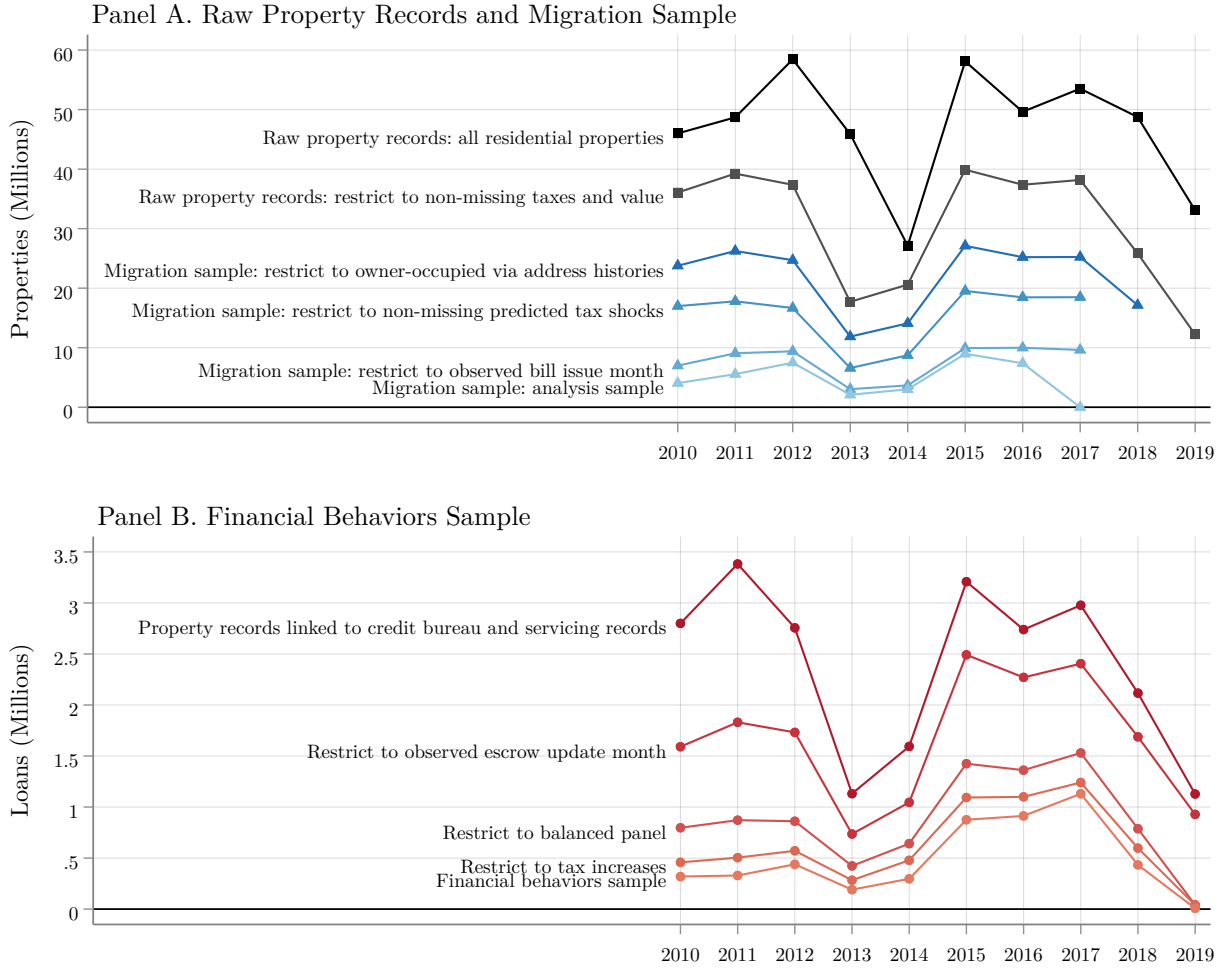 Panel A. Raw Property Records and Migration Sample
Properties (Millions)
60
50
40
30
20
10
0
Raw property records: all residential properties
Raw property records: restrict to non-missing taxes and value
Migration sample: restrict to owner-occupied via address histories
Migration sample: restrict to non-missing predicted tax shocks
Migration sample: restrict to observed bill issue month
Migration sample: analysis sample
2010 2011 2012 2013 2014 2015 2016 2017 2018 2019
Panel B. Financial Behaviors Sample
Loans (Millions)
3.5
3
2.5
2
1.5
1
.5
0
Property records linked to credit bureau and servicing records
Restrict to observed escrow update month
Restrict to balanced panel
Restrict to tax increases
Financial behaviors sample
2010 2011 2012 2013 2014 2015 2016 2017 2018 2019